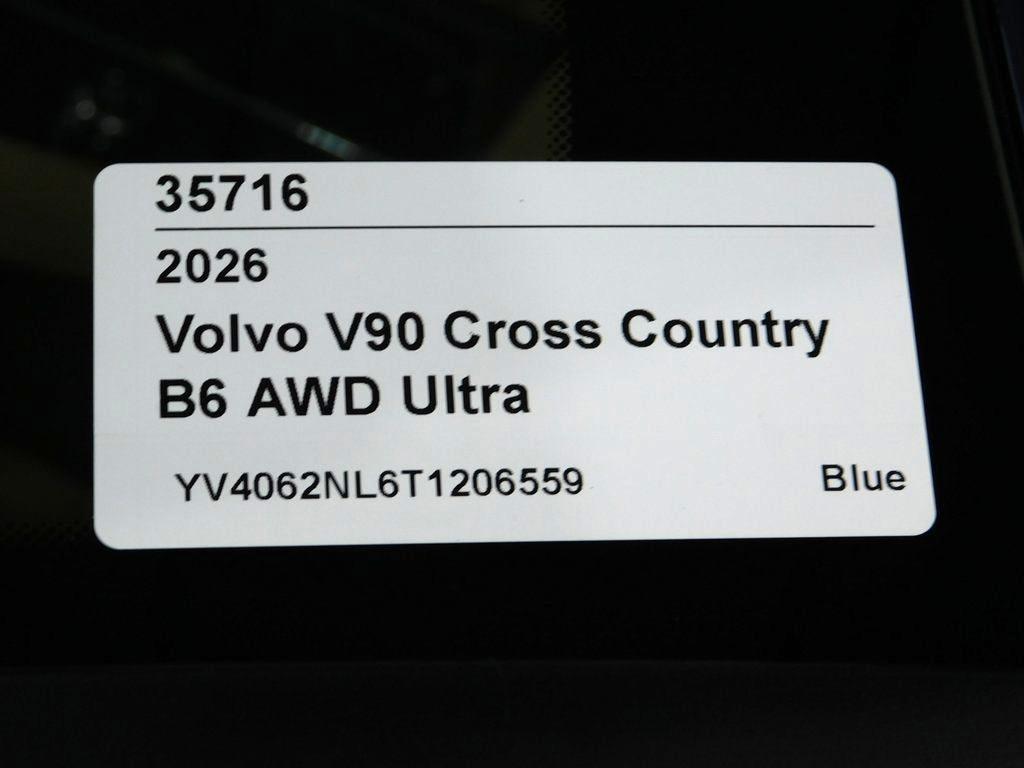 35716
2026
Volvo V90 Cross Country
B6 AWD Ultra
YV4062NL6T1206559 Blue